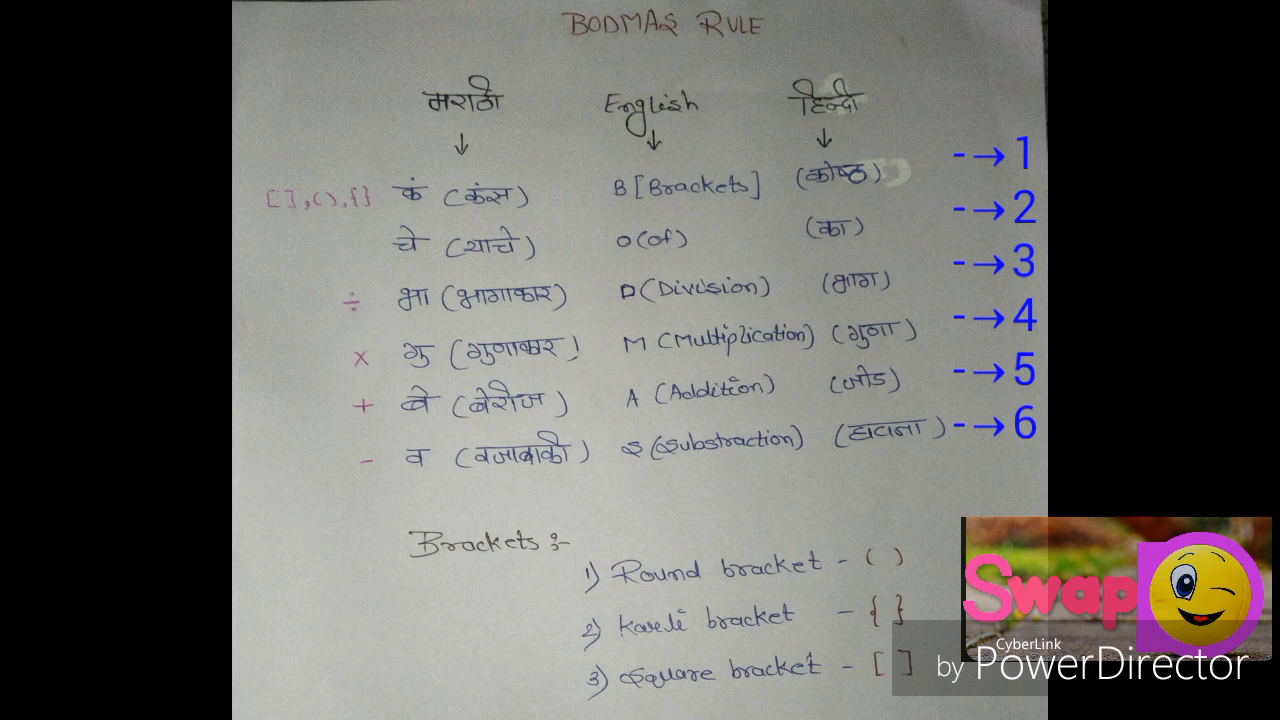 BODMAS RULE
मराठी English हिन्दी
↓ ↓ ↓
[ ], ( ), { } कं (कंस) B [Brackets] (कोष्ठ) --→ 1
चे (याचे) O (of) (का) --→ 2
÷ भा (भागाकार) D (Division) (भाग) --→ 3
× गु (गुणाकार) M (Multiplication) (गुणा) --→ 4
+ बे (बेरीज) A (Addition) (जोड) --→ 5
- व (वजाबाकी) S (Substraction) (घटाना) --→ 6
Brackets :-
1) Round bracket - ( )
2) Kareli bracket - { }
3) Square bracket - [ ]
Swap
CyberLink
by PowerDirector